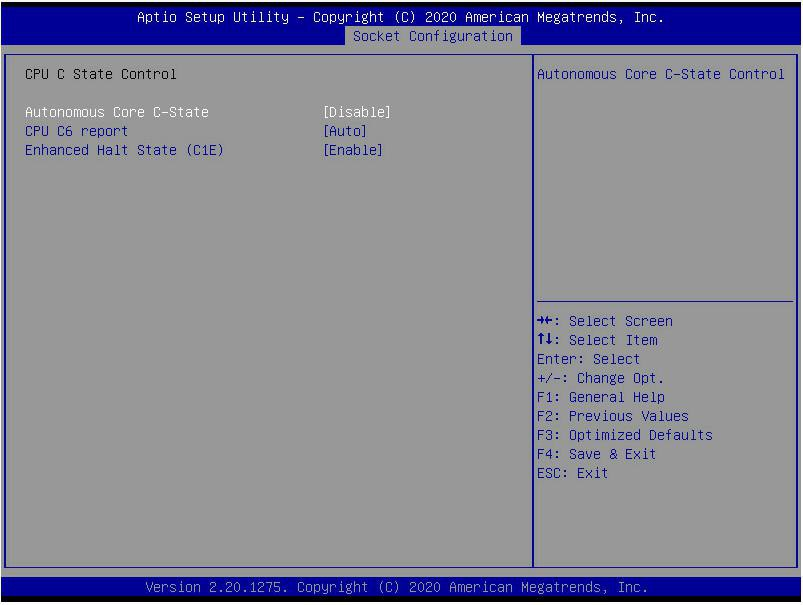 Aptio Setup Utility – Copyright (C) 2020 American Megatrends, Inc.
Socket Configuration
CPU C State Control
Autonomous Core C-State [Disable]
CPU C6 report [Auto]
Enhanced Halt State (C1E) [Enable]
Autonomous Core C-State Control
→←: Select Screen
↑↓: Select Item
Enter: Select
+/-: Change Opt.
F1: General Help
F2: Previous Values
F3: Optimized Defaults
F4: Save & Exit
ESC: Exit
Version 2.20.1275. Copyright (C) 2020 American Megatrends, Inc.